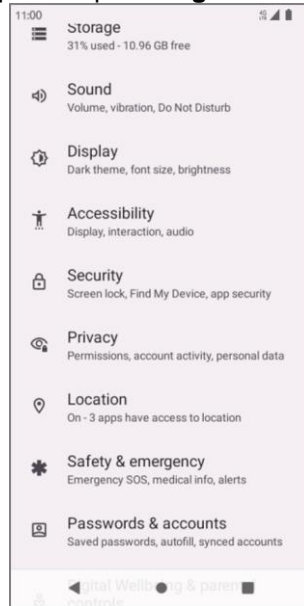 11:00
Storage
31% used - 10.96 GB free
Sound
Volume, vibration, Do Not Disturb
Display
Dark theme, font size, brightness
Accessibility
Display, interaction, audio
Security
Screen lock, Find My Device, app security
Privacy
Permissions, account activity, personal data
Location
On - 3 apps have access to location
Safety & emergency
Emergency SOS, medical info, alerts
Passwords & accounts
Saved passwords, autofill, synced accounts
Digital Wellbeing & parental
controls